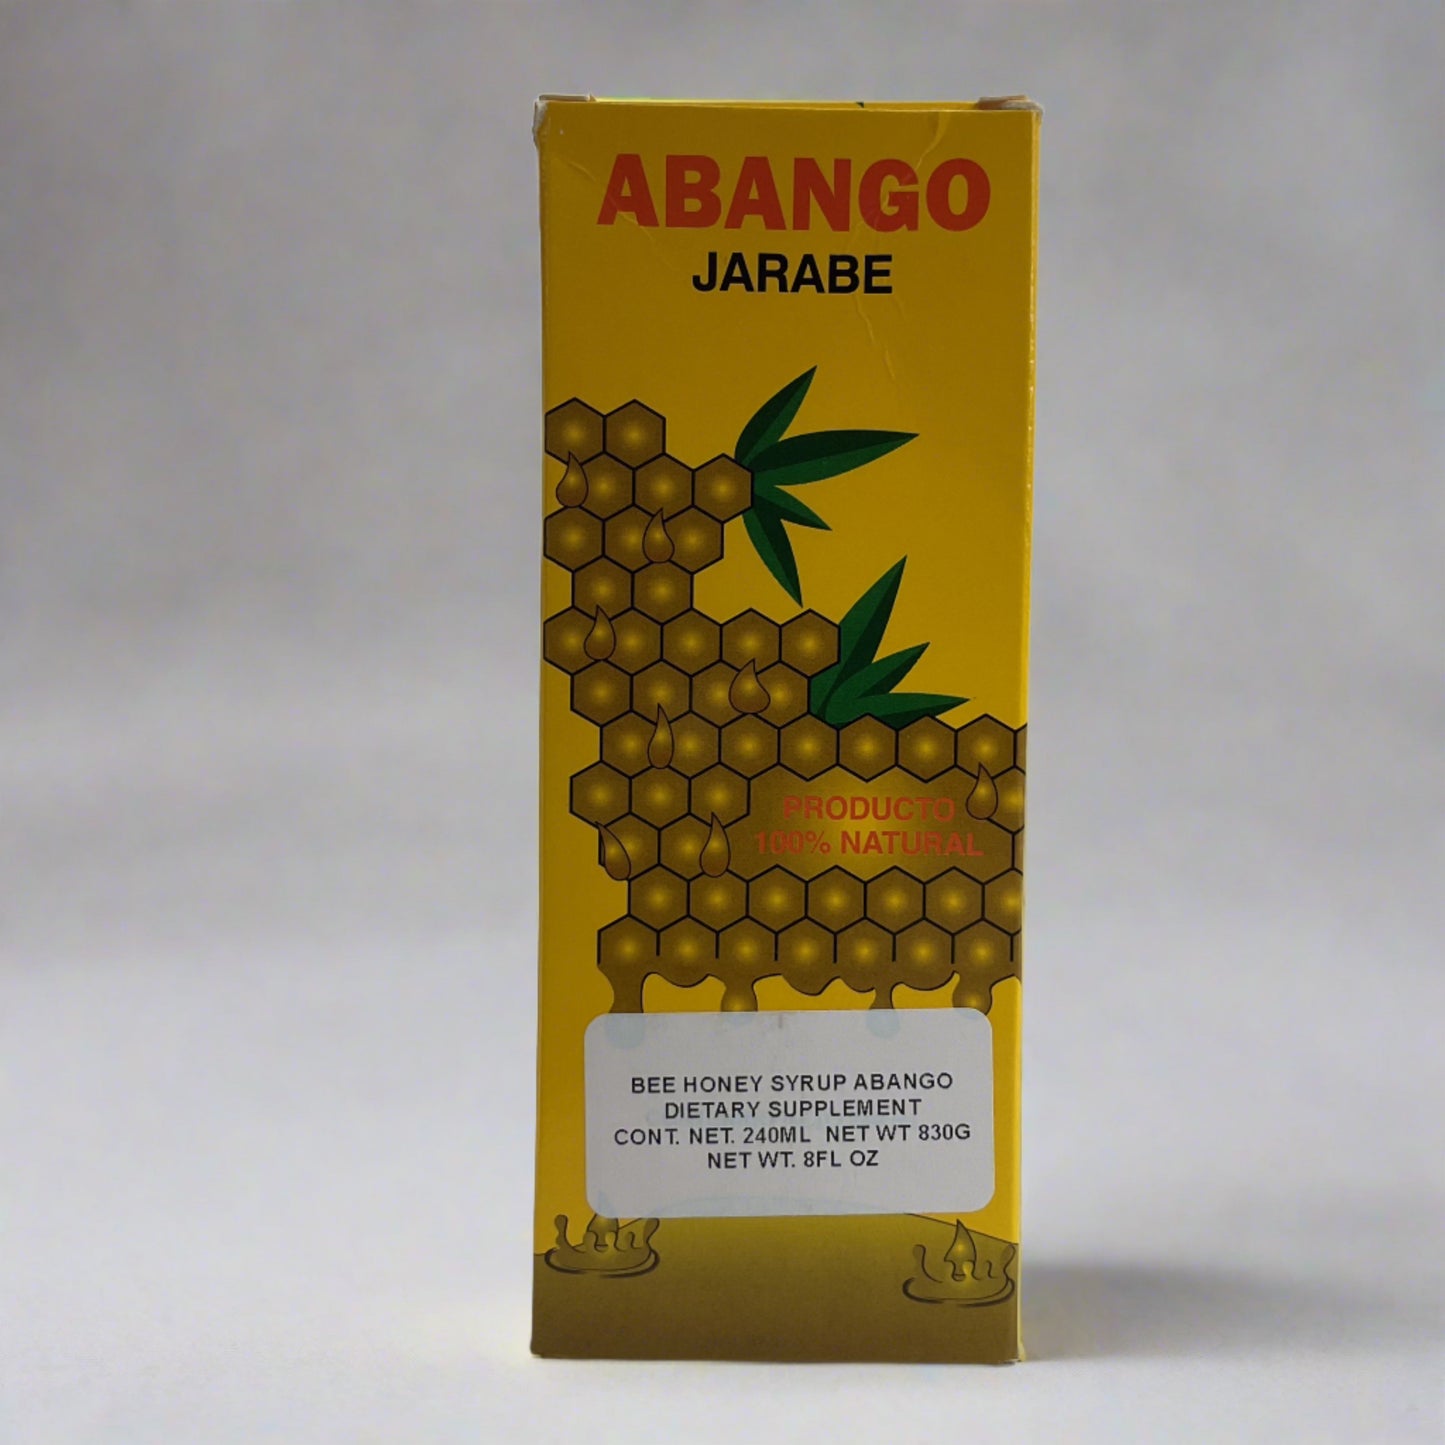 ABANGO
JARABE
PRODUCTO
100% NATURAL
BEE HONEY SYRUP ABANGO
DIETARY SUPPLEMENT
CONT. NET. 240ML NET WT 830G
NET WT. 8FL OZ